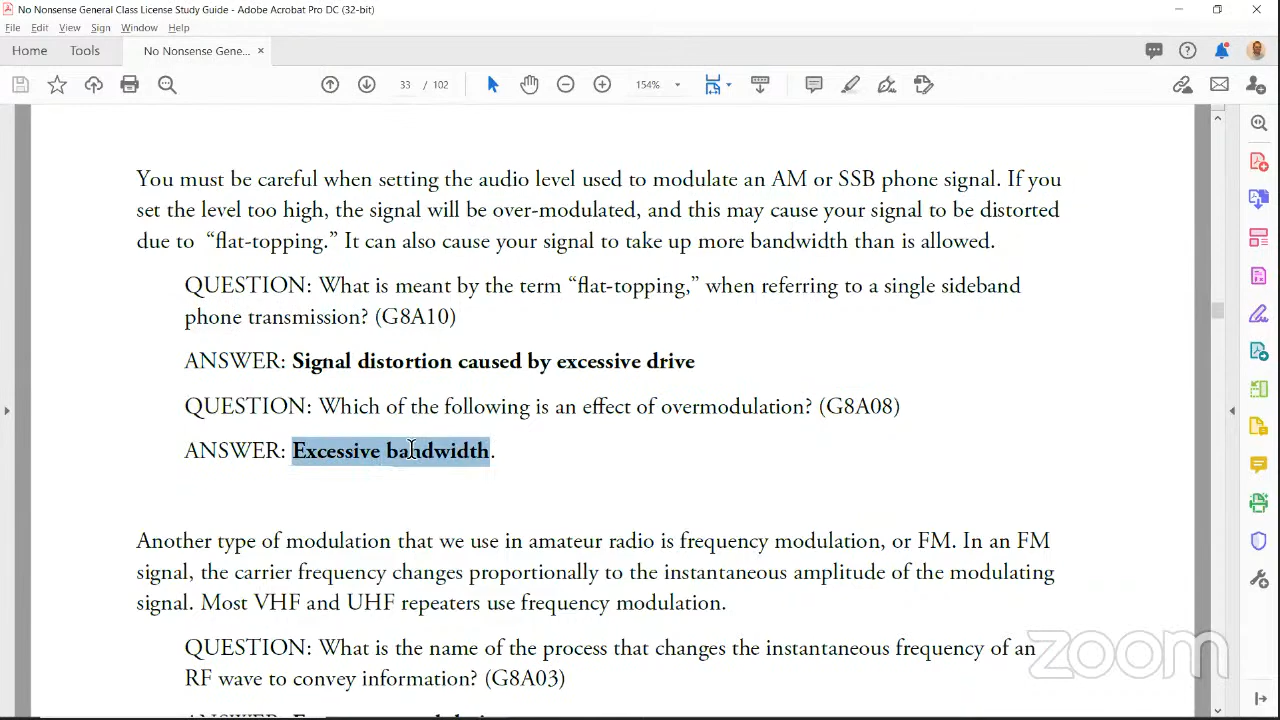 No Nonsense General Class License Study Guide - Adobe Acrobat Pro DC (32-bit)
File Edit View Sign Window Help
Home Tools No Nonsense Gene... ×
33 / 102 154%
You must be careful when setting the audio level used to modulate an AM or SSB phone signal. If you
set the level too high, the signal will be over-modulated, and this may cause your signal to be distorted
due to “flat-topping.” It can also cause your signal to take up more bandwidth than is allowed.
QUESTION: What is meant by the term “flat-topping,” when referring to a single sideband
phone transmission? (G8A10)
ANSWER: Signal distortion caused by excessive drive
QUESTION: Which of the following is an effect of overmodulation? (G8A08)
ANSWER: Excessive bandwidth.
Another type of modulation that we use in amateur radio is frequency modulation, or FM. In an FM
signal, the carrier frequency changes proportionally to the instantaneous amplitude of the modulating
signal. Most VHF and UHF repeaters use frequency modulation.
QUESTION: What is the name of the process that changes the instantaneous frequency of an
RF wave to convey information? (G8A03)
zoom